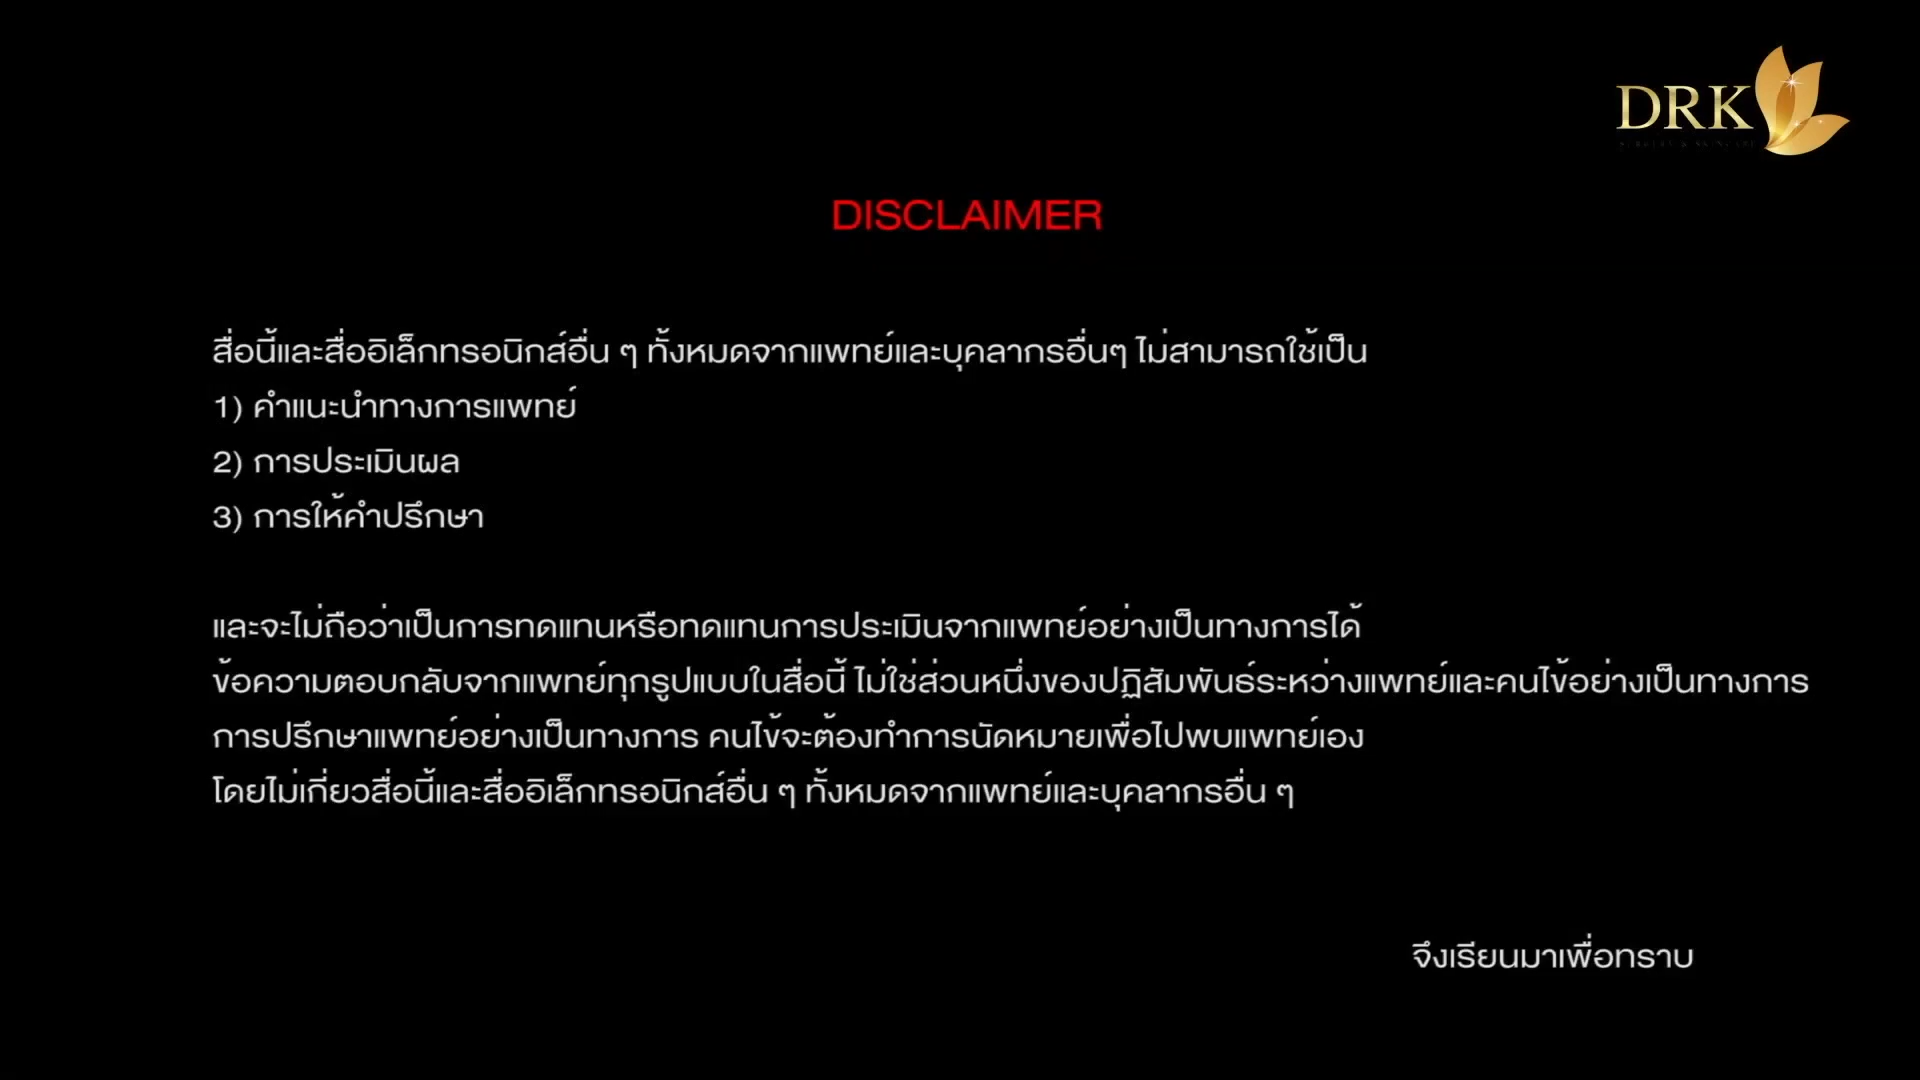 DRK
DISCLAIMER
สื่อนี้และสื่ออิเล็กทรอนิกส์อื่น ๆ ทั้งหมดจากแพทย์และบุคลากรอื่นๆ ไม่สามารถใช้เป็น
1) คำแนะนำทางการแพทย์
2) การประเมินผล
3) การให้คำปรึกษา
และจะไม่ถือว่าเป็นการทดแทนหรือทดแทนการประเมินจากแพทย์อย่างเป็นทางการได้
ข้อความตอบกลับจากแพทย์ทุกรูปแบบในสื่อนี้ ไม่ใช่ส่วนหนึ่งของปฏิสัมพันธ์ระหว่างแพทย์และคนไข้อย่างเป็นทางการ
การปรึกษาแพทย์อย่างเป็นทางการ คนไข้จะต้องทำการนัดหมายเพื่อไปพบแพทย์เอง
โดยไม่เกี่ยวสื่อนี้และสื่ออิเล็กทรอนิกส์อื่น ๆ ทั้งหมดจากแพทย์และบุคลากรอื่น ๆ
จึงเรียนมาเพื่อทราบ